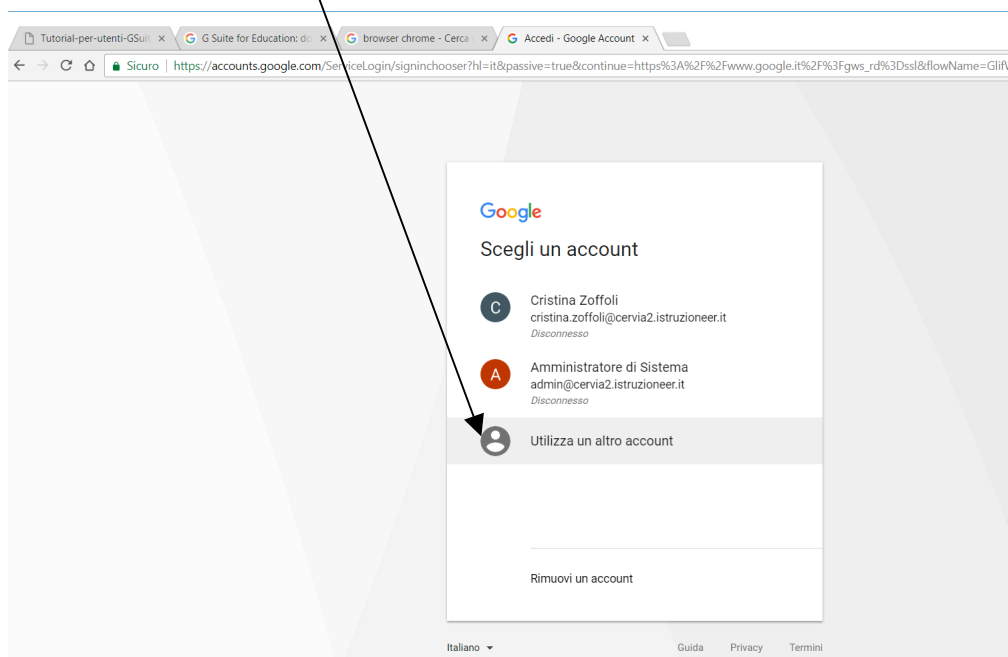 Tutorial-per-utenti-GSuit
G Suite for Education: do
browser chrome - Cerca
Accedi - Google Account
Sicuro | https://accounts.google.com/ServiceLogin/signinchooser?hl=it&passive=true&continue=https%3A%2F%2Fwww.google.it%2F%3Fgws_rd%3Dssl&flowName=Glif
Google
Scegli un account
C
Cristina Zoffoli
cristina.zoffoli@cervia2.istruzioneer.it
Disconnesso
A
Amministratore di Sistema
admin@cervia2.istruzioneer.it
Disconnesso
Utilizza un altro account
Rimuovi un account
Italiano
Guida Privacy Termini